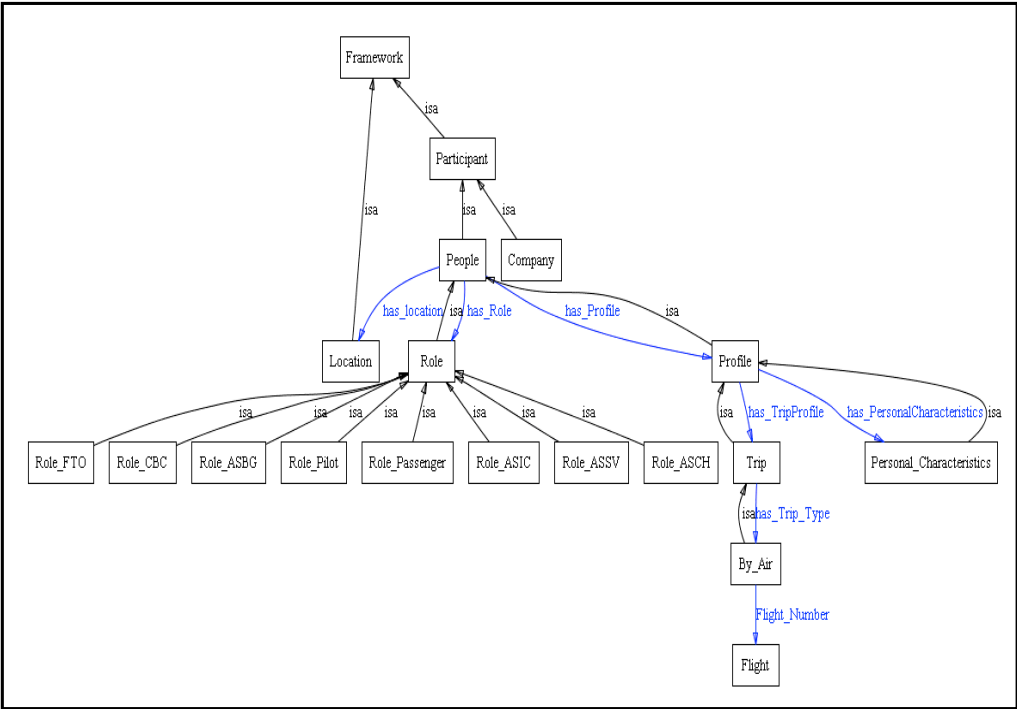 Framework
isa
Participant
isa
isa
isa
People
Company
has_location
isa
has_Role
has_Profile
isa
Location
Role
Profile
isa
isa
isa
isa
isa
isa
isa
isa
isa
has_TripProfile
has_PersonalCharacteristics
isa
Role_FTO
Role_CBC
Role_ASBG
Role_Pilot
Role_Passenger
Role_ASIC
Role_ASSV
Role_ASCH
Trip
Personal_Characteristics
isa
has_Trip_Type
By_Air
Flight_Number
Flight